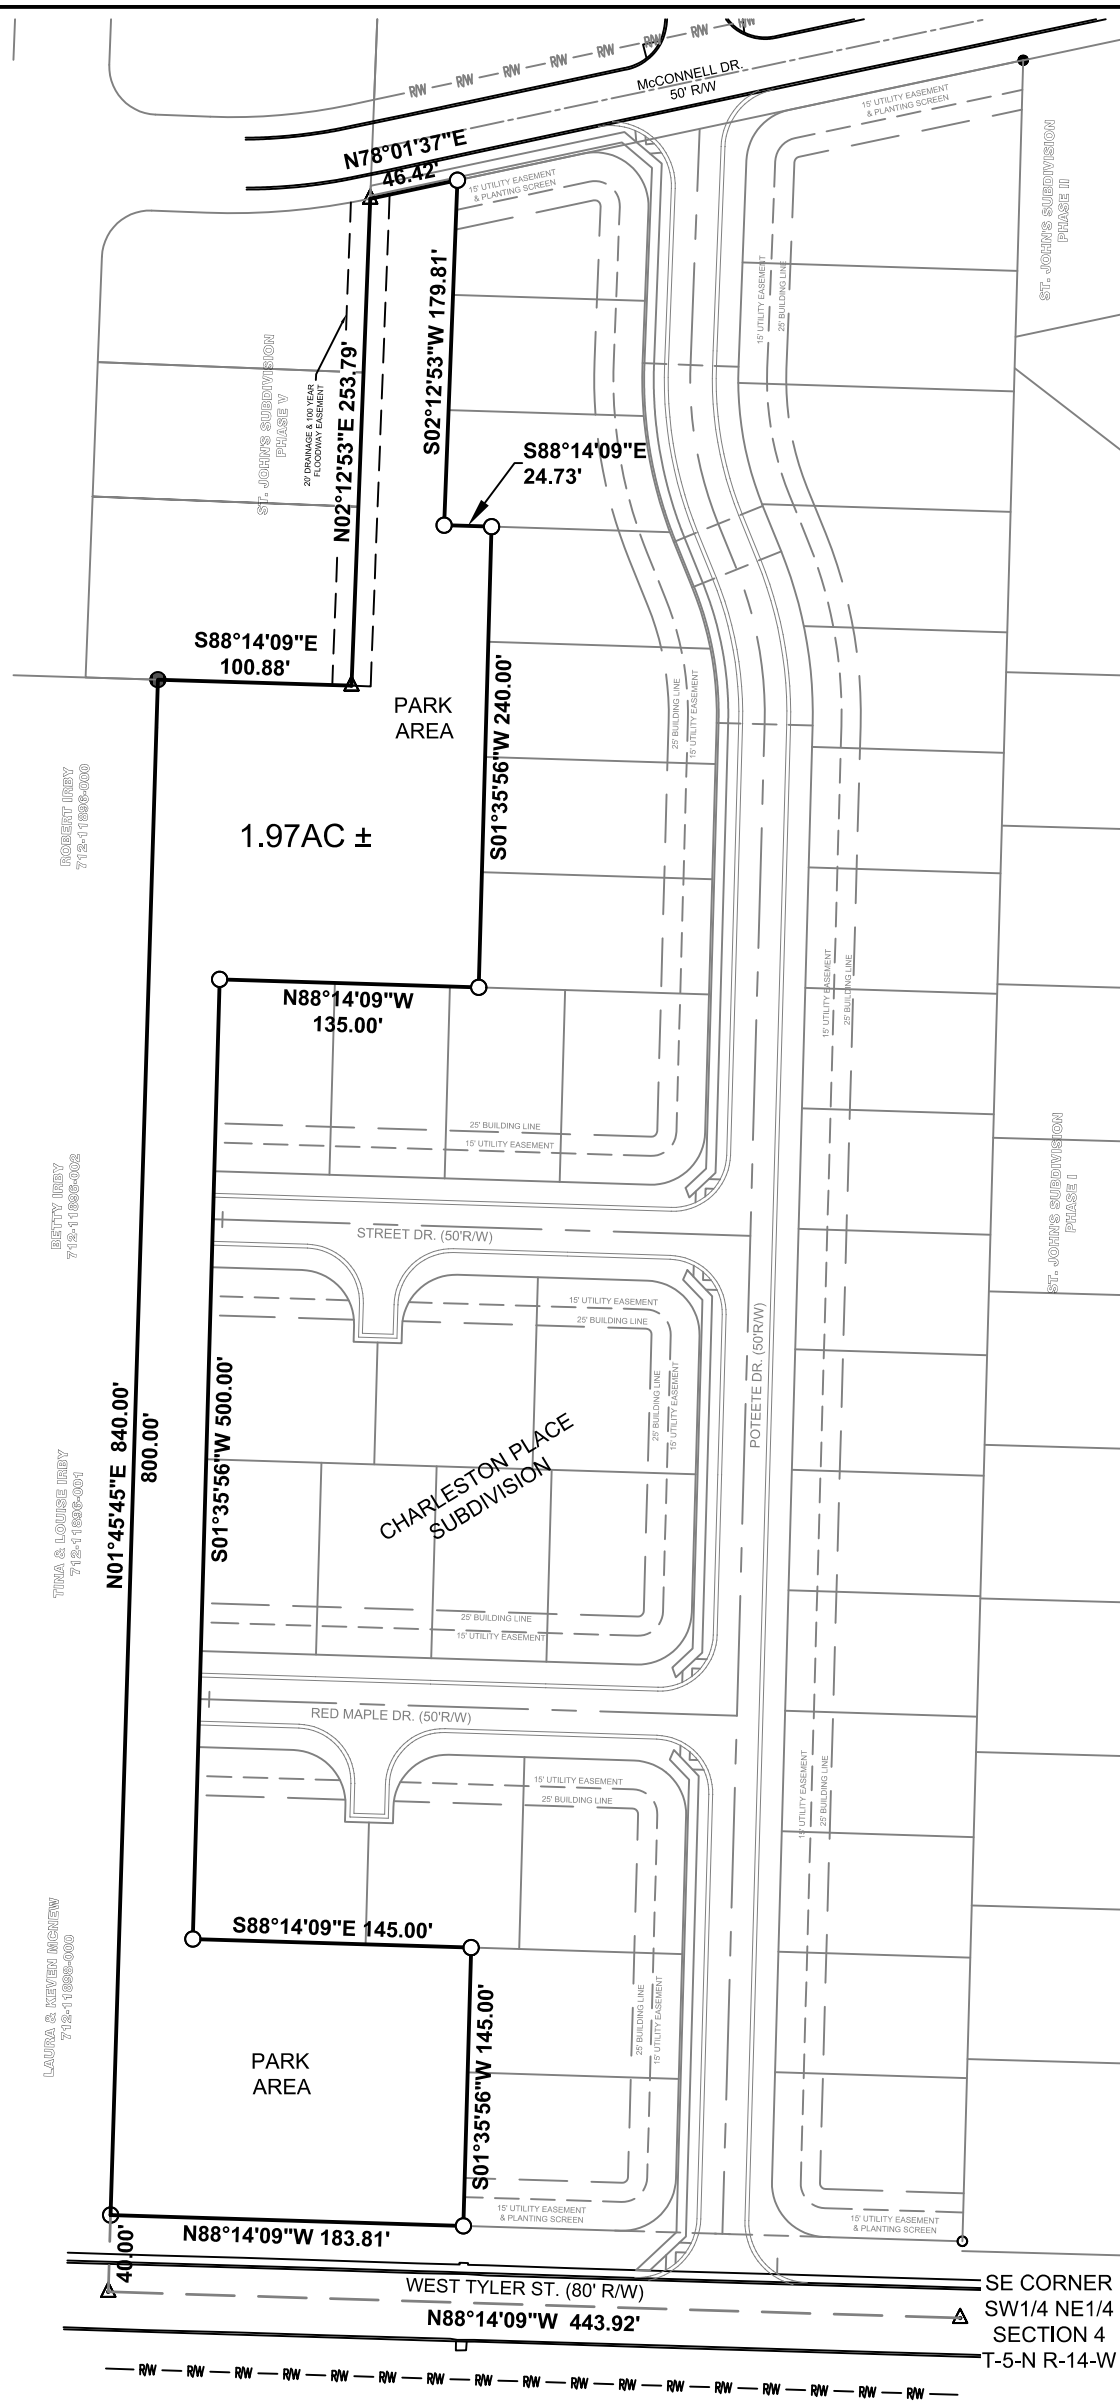 R/W R/W R/W R/W R/W R/W R/W R/W
McCONNELL DR.
50' R/W
15' UTILITY EASEMENT
& PLANTING SCREEN
N78°01'37"E
46.42'
15' UTILITY EASEMENT
& PLANTING SCREEN
ST. JOHN'S SUBDIVISION
PHASE II
S02°12'53"W 179.81'
15' UTILITY EASEMENT
25' BUILDING LINE
ST. JOHN'S SUBDIVISION
PHASE V
20' DRAINAGE & 100 YEAR
FLOODWAY EASEMENT
N02°12'53"E 253.79'
S88°14'09"E
24.73'
S88°14'09"E
100.88'
PARK
AREA
S01°35'56"W 240.00'
25' BUILDING LINE
15' UTILITY EASEMENT
ROBERT IRBY
712-11896-000
1.97AC ±
N88°14'09"W
135.00'
15' UTILITY EASEMENT
25' BUILDING LINE
25' BUILDING LINE
15' UTILITY EASEMENT
BETTY IRBY
712-11896-002
STREET DR. (50'R/W)
ST. JOHN'S SUBDIVISION
PHASE I
15' UTILITY EASEMENT
25' BUILDING LINE
25' BUILDING LINE
15' UTILITY EASEMENT
POTEETE DR. (50'R/W)
N01°45'45"E 840.00'
800.00'
S01°35'56"W 500.00'
CHARLESTON PLACE
SUBDIVISION
TINA & LOUISE IRBY
712-11896-001
25' BUILDING LINE
15' UTILITY EASEMENT
RED MAPLE DR. (50'R/W)
15' UTILITY EASEMENT
25' BUILDING LINE
15' UTILITY EASEMENT
25' BUILDING LINE
LAURA & KEVEN MCNEW
712-11898-000
S88°14'09"E 145.00'
S01°35'56"W 145.00'
25' BUILDING LINE
15' UTILITY EASEMENT
PARK
AREA
15' UTILITY EASEMENT
& PLANTING SCREEN
15' UTILITY EASEMENT
& PLANTING SCREEN
N88°14'09"W 183.81'
40.00'
WEST TYLER ST. (80' R/W)
N88°14'09"W 443.92'
SE CORNER
SW1/4 NE1/4
SECTION 4
T-5-N R-14-W
R/W R/W R/W R/W R/W R/W R/W R/W R/W R/W R/W R/W R/W R/W R/W R/W R/W